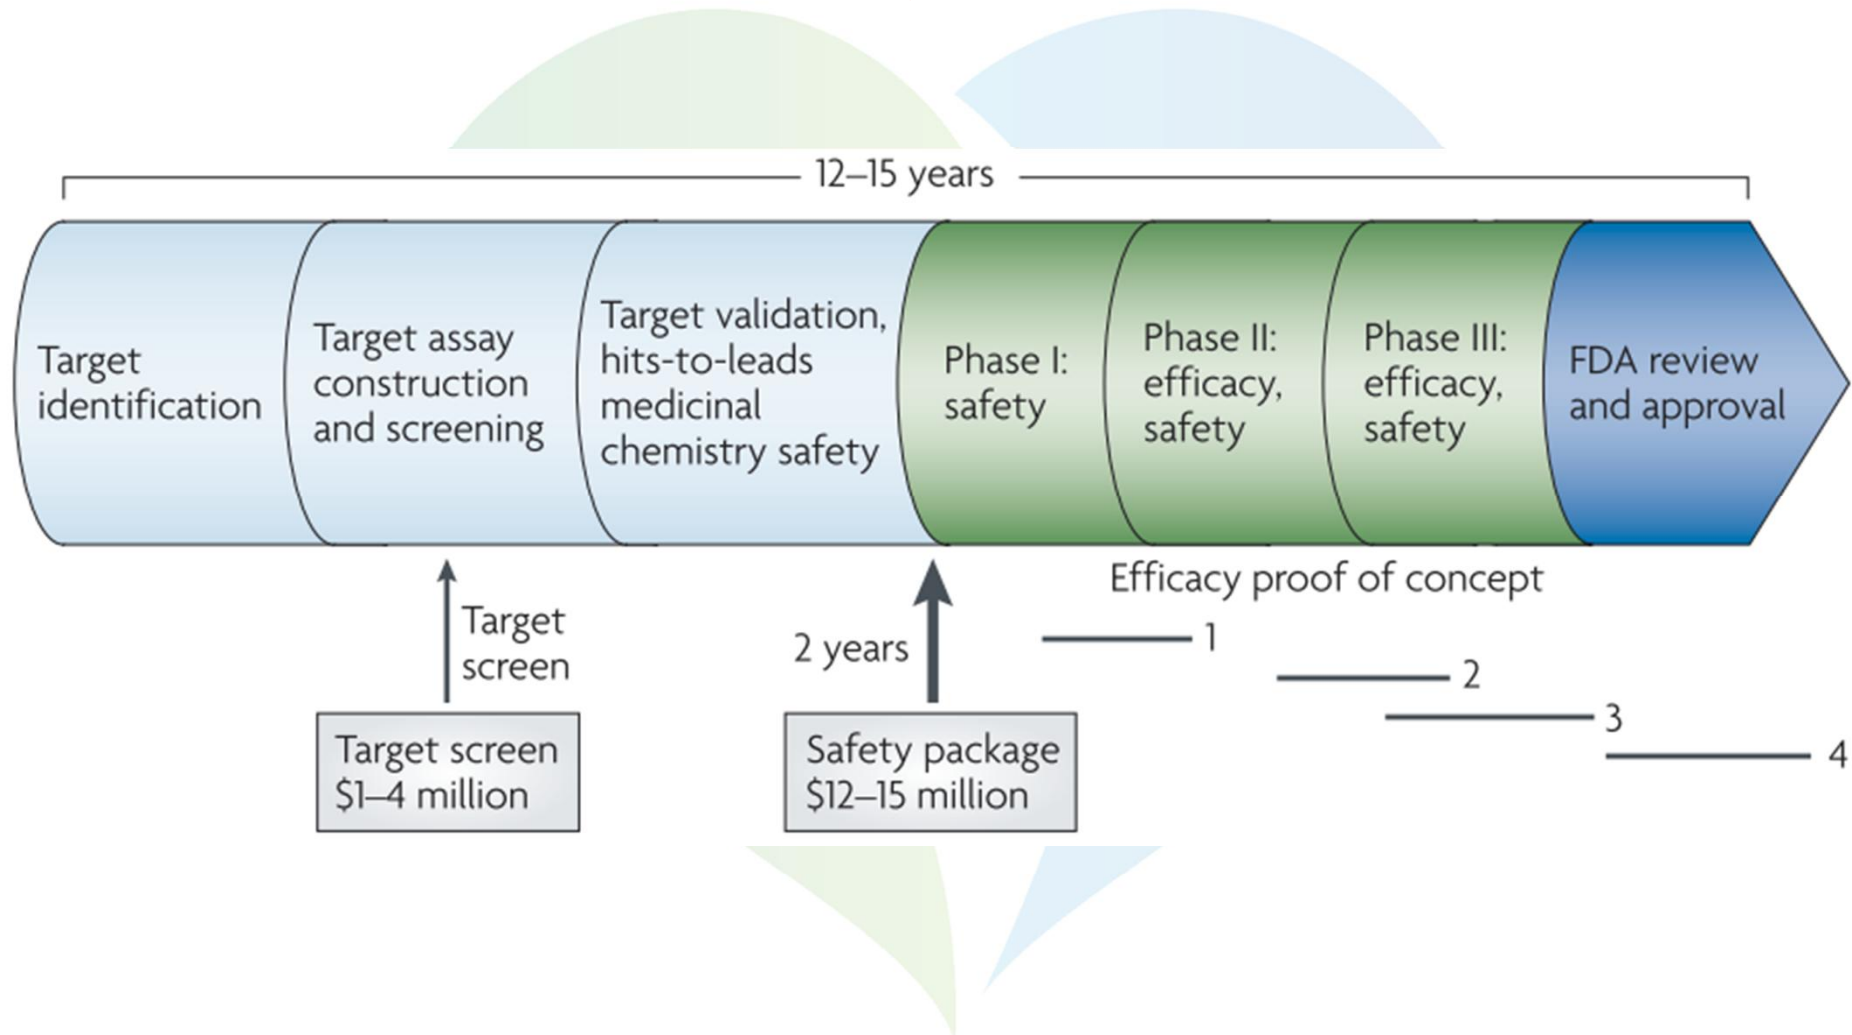 12–15 years
Target
identification
Target assay
construction
and screening
Target validation,
hits-to-leads
medicinal
chemistry safety
Phase I:
safety
Phase II:
efficacy,
safety
Phase III:
efficacy,
safety
FDA review
and approval
Target
screen
Target screen
$1–4 million
2 years
Safety package
$12–15 million
Efficacy proof of concept
1
2
3
4